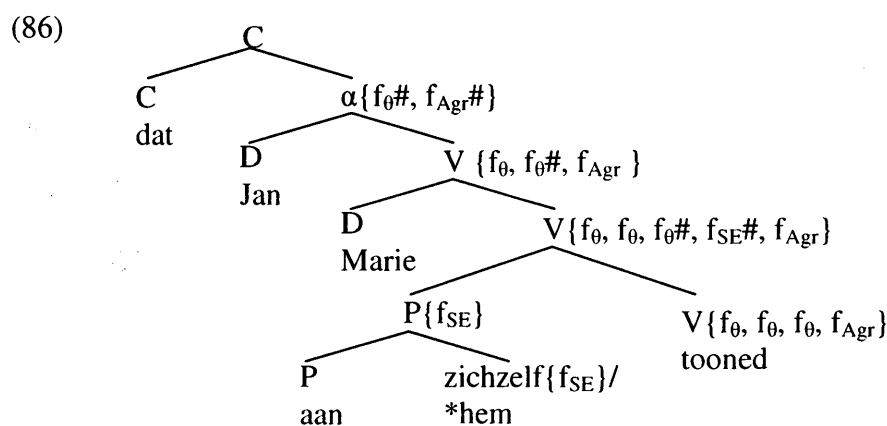 (86)
C
C
dat
α{fθ#, fAgr#}
D
Jan
V {fθ, fθ#, fAgr }
D
Marie
V{fθ, fθ, fθ#, fSE#, fAgr}
P{fSE}
V{fθ, fθ, fθ, fAgr}
tooned
P
aan
zichzelf{fSE}/
*hem